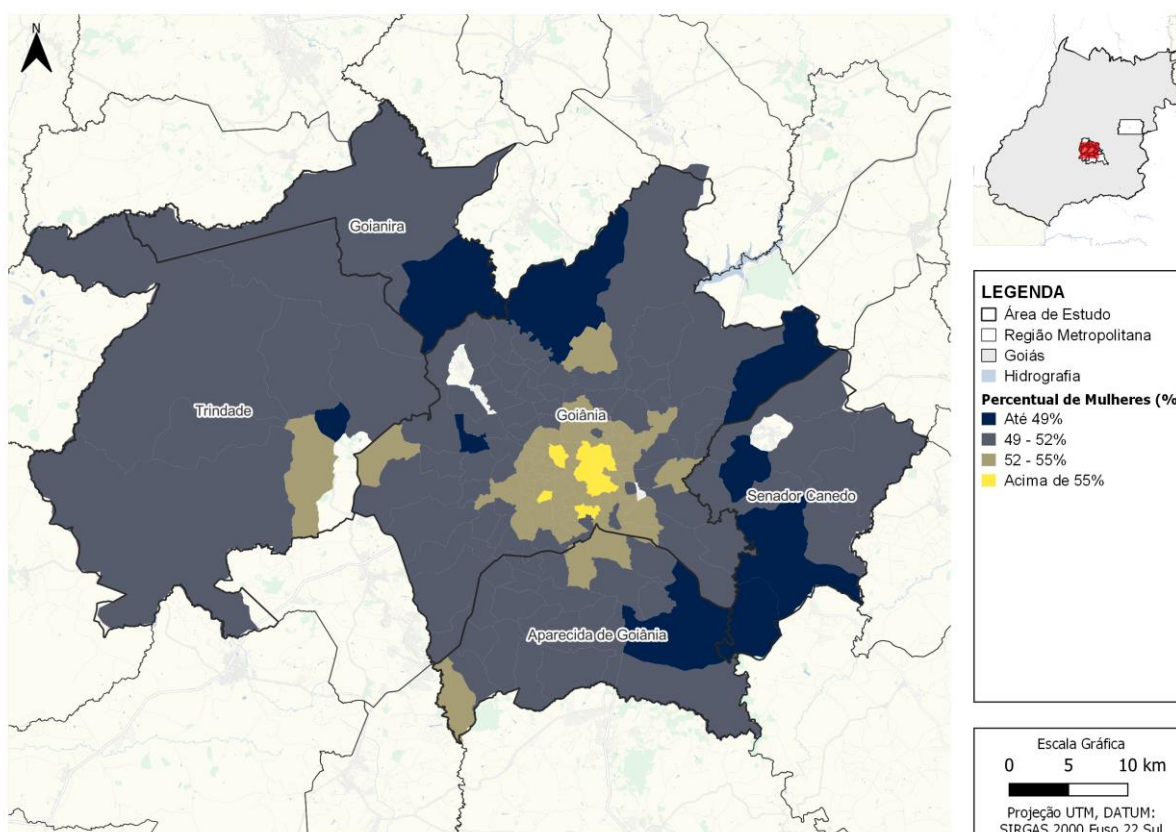 N
Goianira
Trindade
Goiânia
Senador Canedo
Aparecida de Goiânia
LEGENDA
Área de Estudo
Região Metropolitana
Goiás
Hidrografia
Percentual de Mulheres (%
Até 49%
49 - 52%
52 - 55%
Acima de 55%
Escala Gráfica
0 5 10 km
Projeção UTM, DATUM:
SIRGAS 2000 Fuso 22 Sul